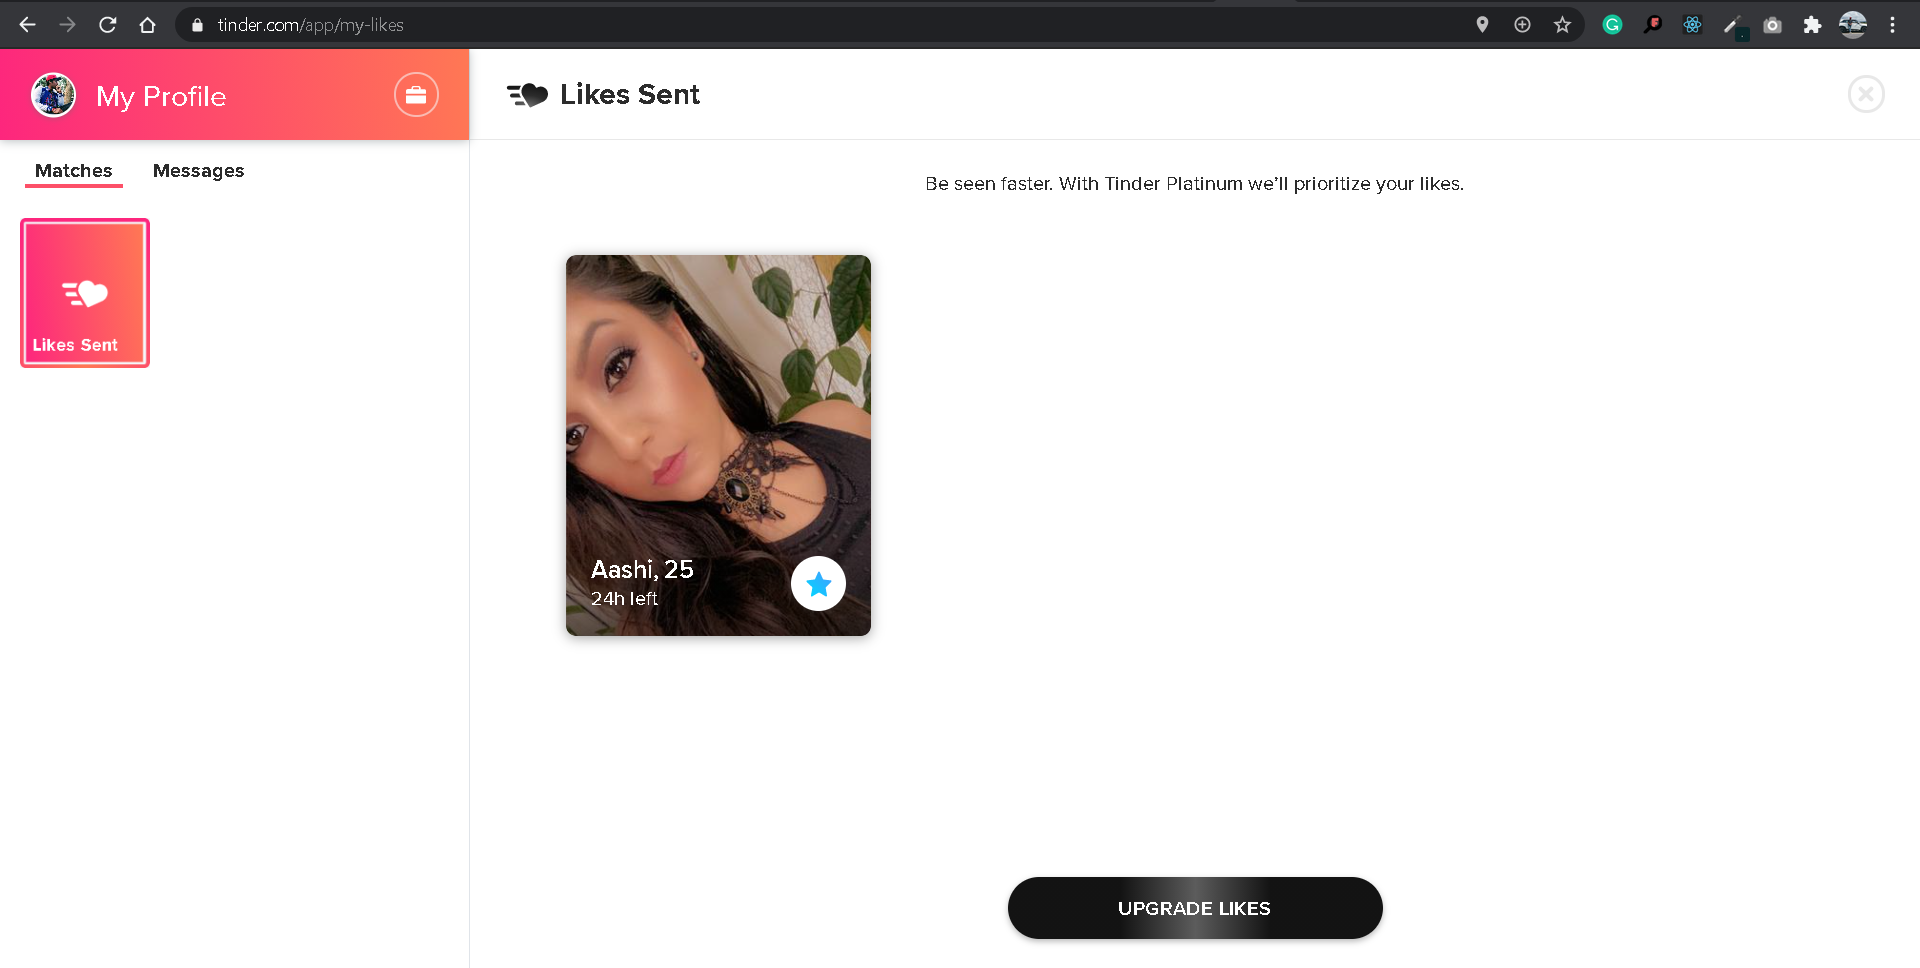 tinder.com/app/my-likes
My Profile
Matches
Messages
Likes Sent
Likes Sent
Be seen faster. With Tinder Platinum we’ll prioritize your likes.
Aashi, 25
24h left
UPGRADE LIKES